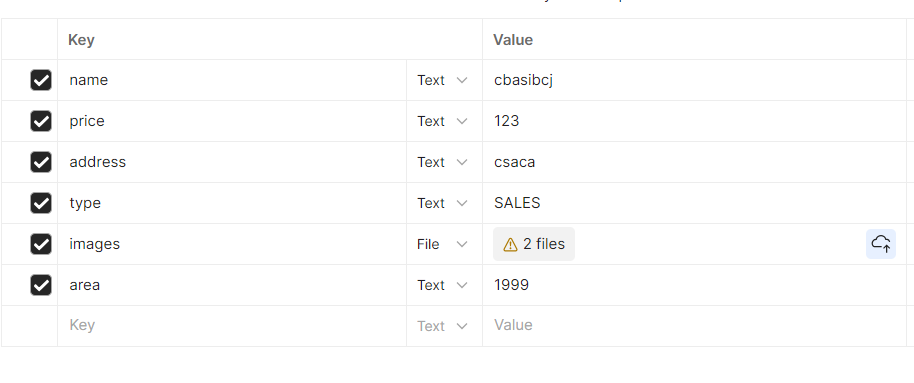 Key Value
name Text cbasibcj
price Text 123
address Text csaca
type Text SALES
images File 2 files
area Text 1999
Key Text Value